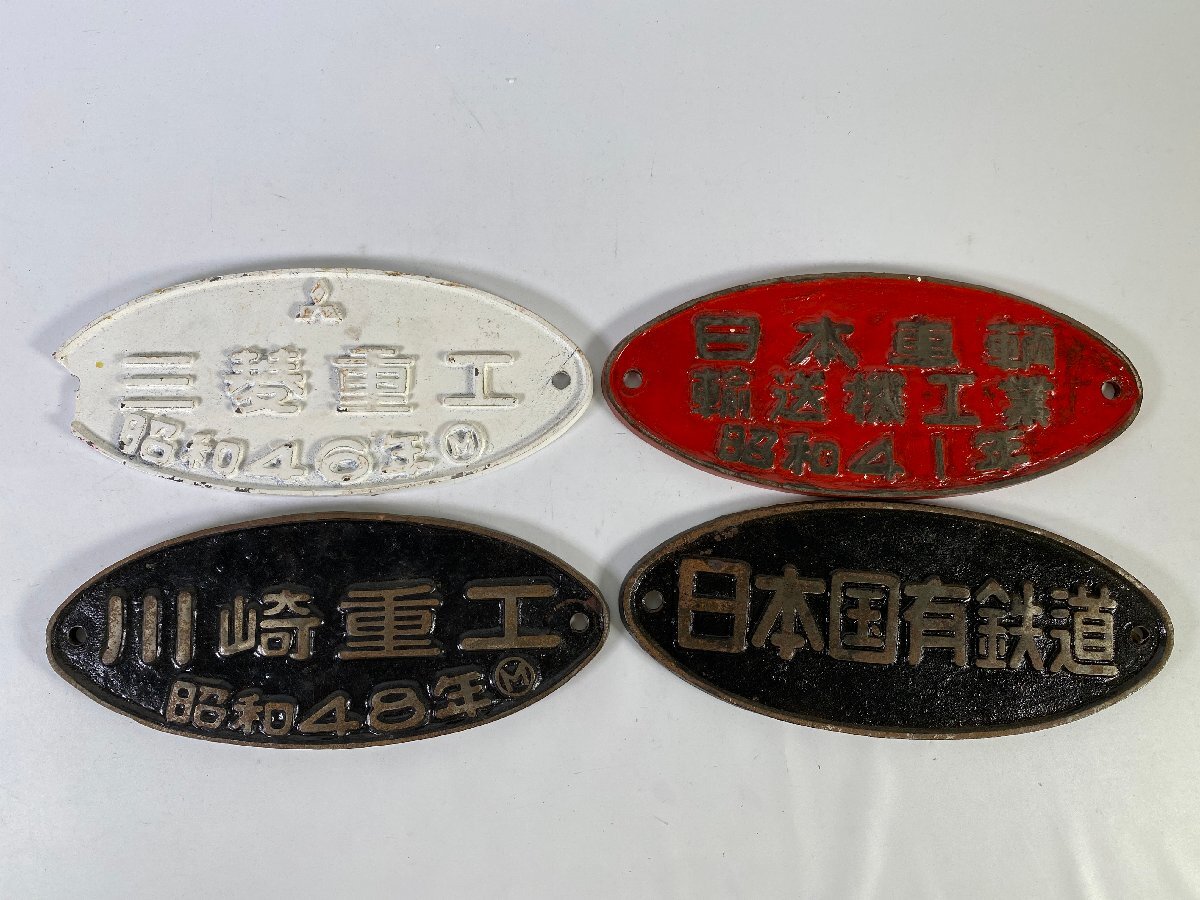 三菱重工
昭和46年Ⓜ
日本車輌
輸送機工業
昭和41年
川崎重工
昭和48年Ⓜ
日本国有鉄道